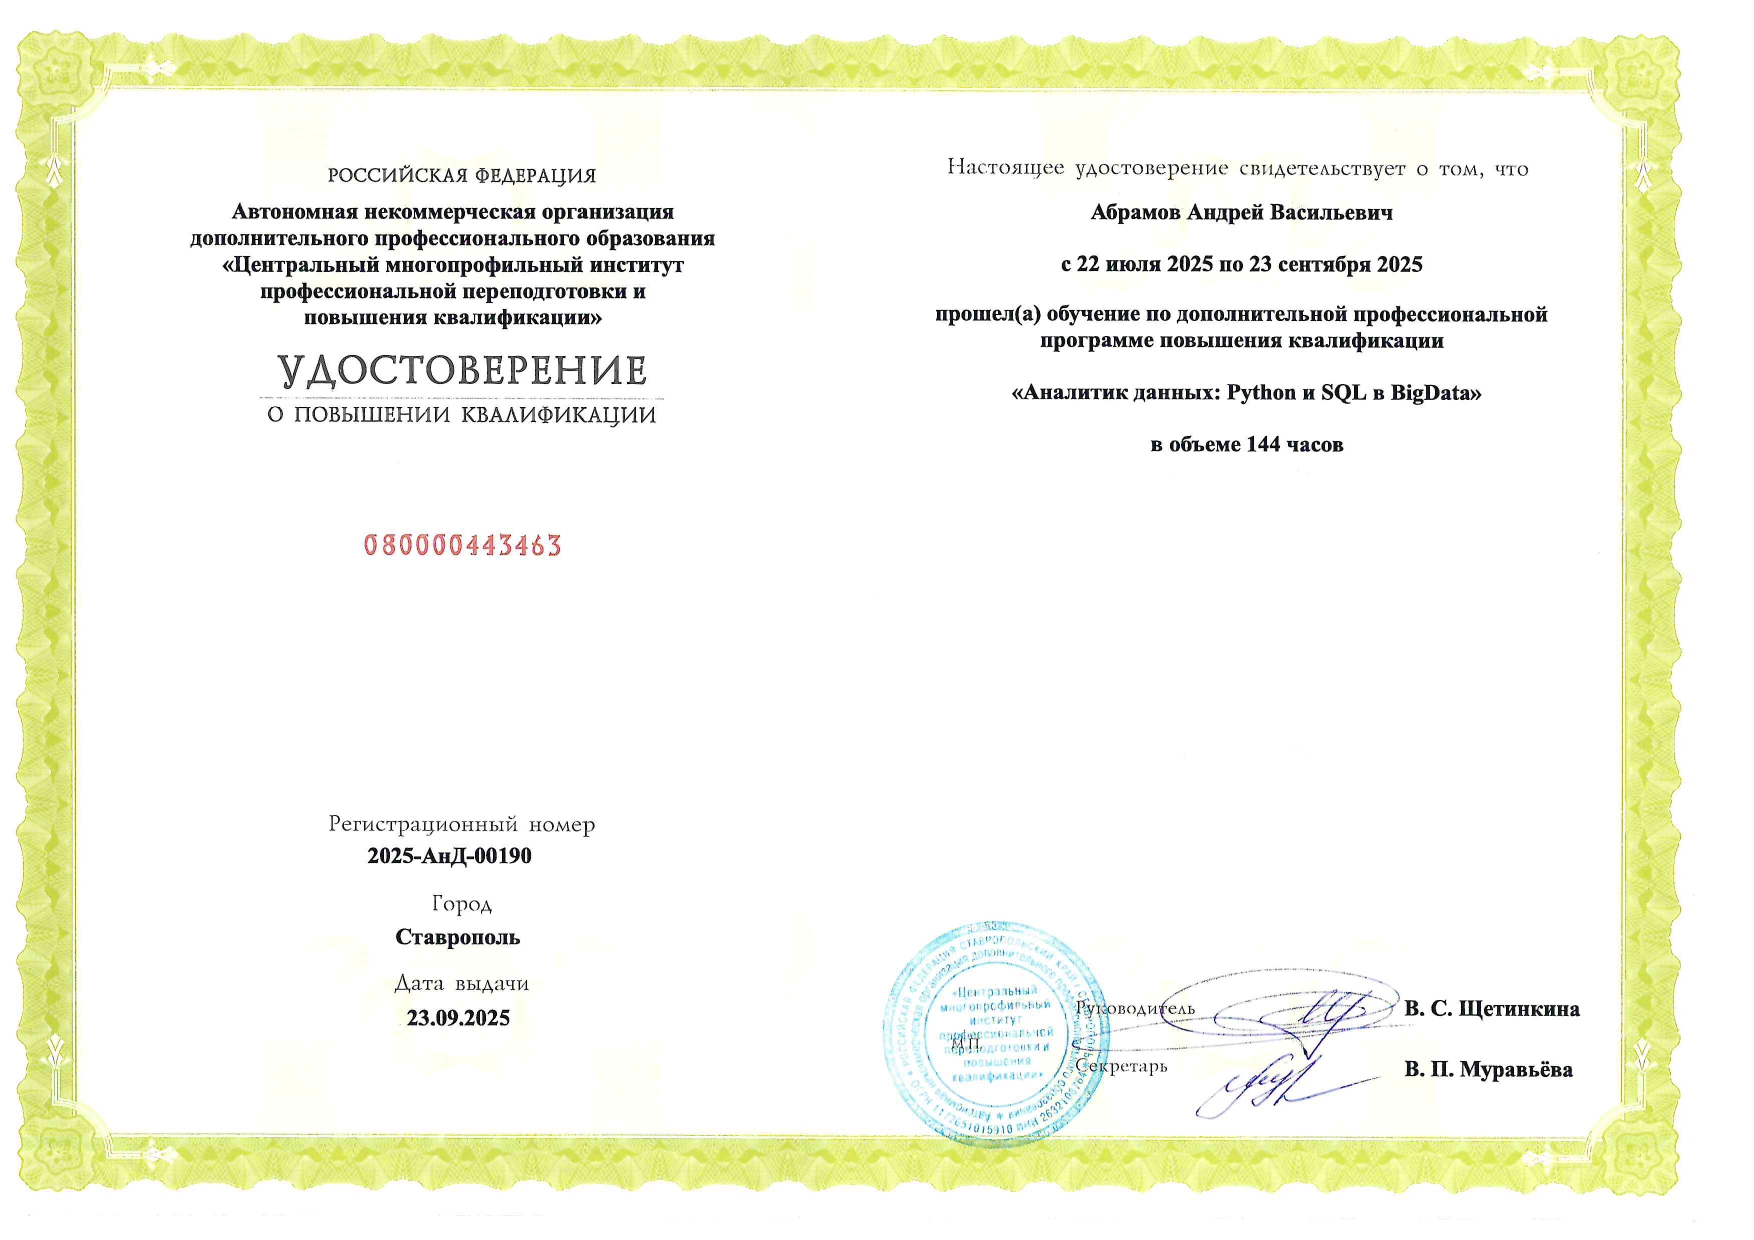 РОССИЙСКАЯ ФЕДЕРАЦИЯ
Автономная некоммерческая организация
дополнительного профессионального образования
«Центральный многопрофильный институт
профессиональной переподготовки и
повышения квалификации»
УДОСТОВЕРЕНИЕ
О ПОВЫШЕНИИ КВАЛИФИКАЦИИ
080000443463
Регистрационный номер
2025-АнД-00190
Город
Ставрополь
Дата выдачи
23.09.2025
Настоящее удостоверение свидетельствует о том, что
Абрамов Андрей Васильевич
с 22 июля 2025 по 23 сентября 2025
прошел(а) обучение по дополнительной профессиональной
программе повышения квалификации
«Аналитик данных: Python и SQL в BigData»
в объеме 144 часов
«Центральный
многопрофильный
институт
профессиональной
переподготовки и
повышения
квалификации»
М.П.
Руководитель
В. С. Щетинкина
Секретарь
В. П. Муравьёва